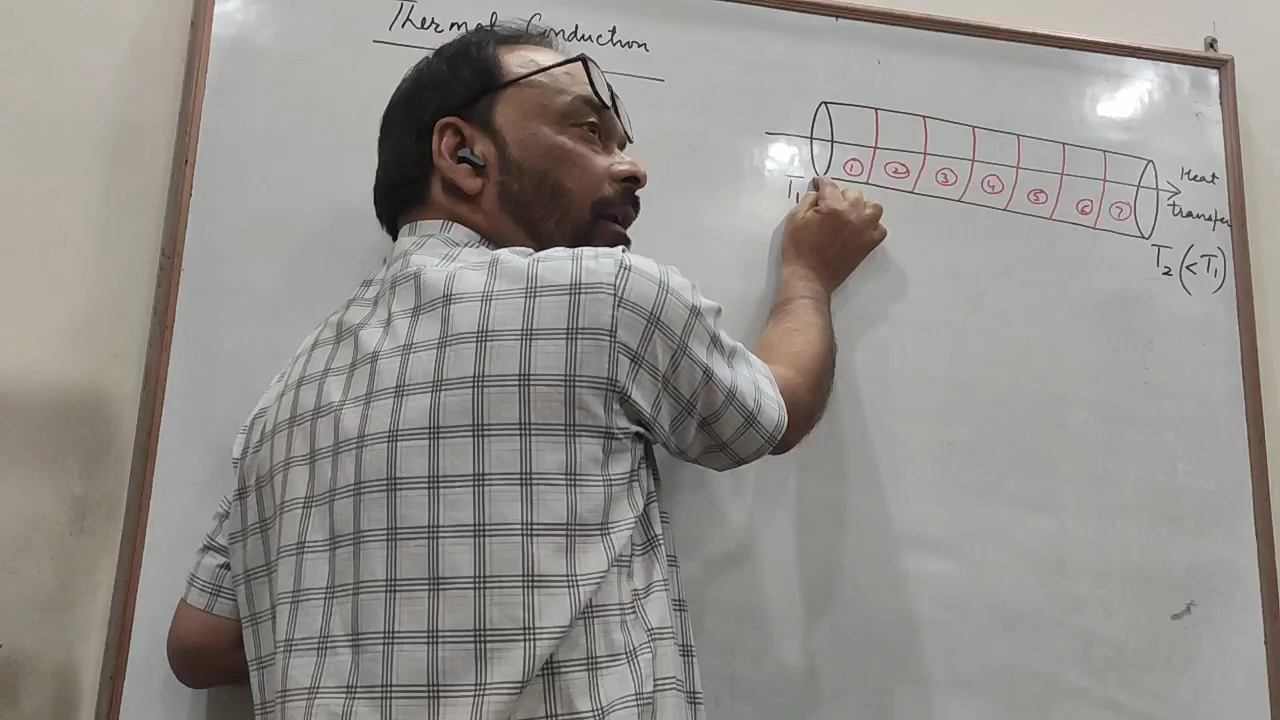 Thermal Conduction
① ② ③ ④ ⑤ ⑥ ⑦
Heat
transfer
T₁
T₂ (<T₁)